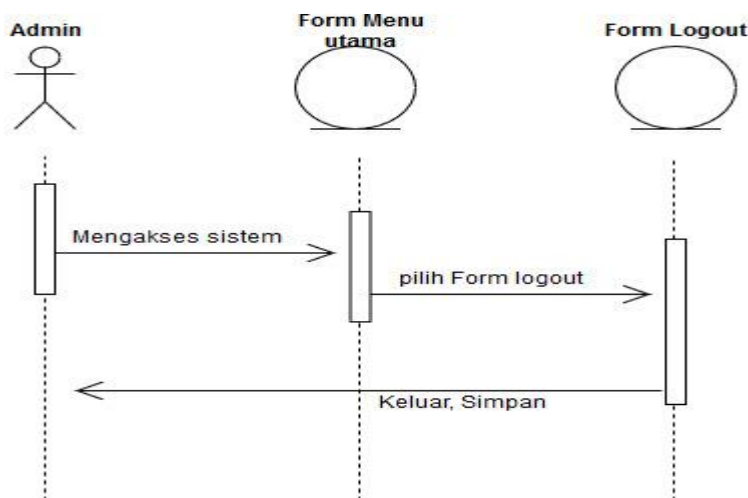 Admin
Form Menu
utama
Form Logout
Mengakses sistem
pilih Form logout
Keluar, Simpan